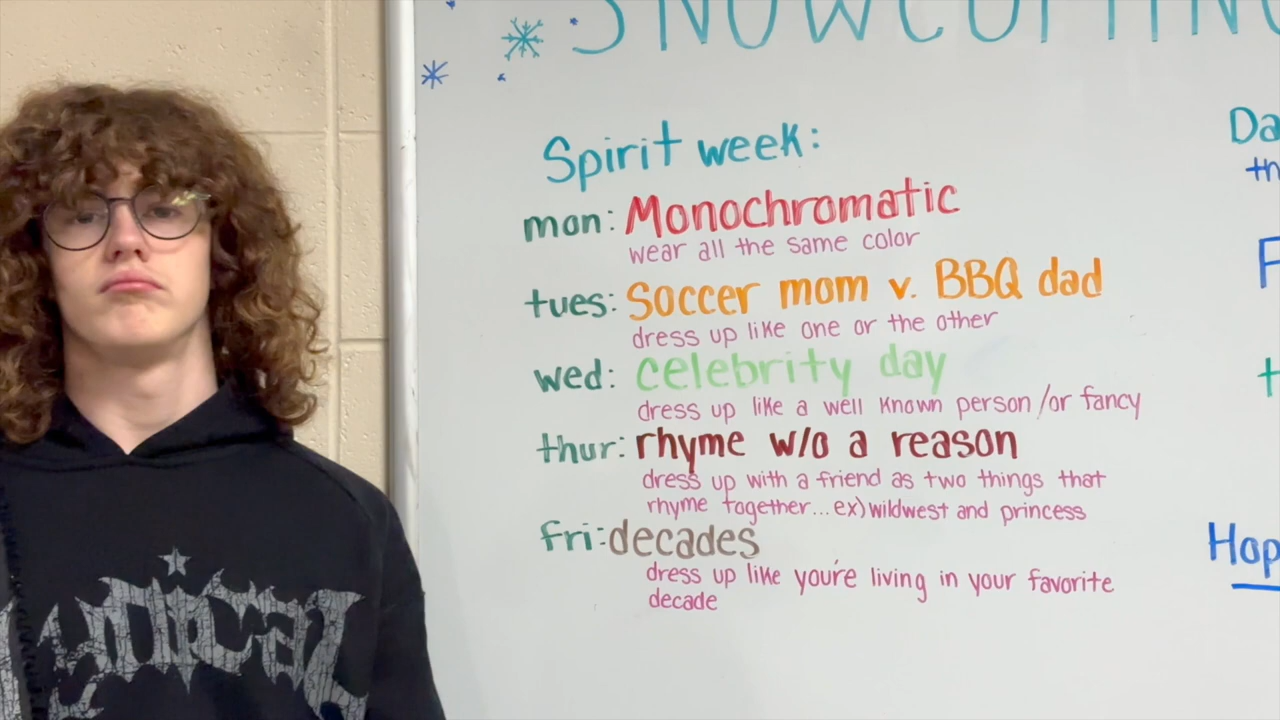 Spirit week:
mon: Monochromatic
wear all the same color
tues: Soccer mom v. BBQ dad
dress up like one or the other
wed: celebrity day
dress up like a well known person/or fancy
thur: rhyme w/o a reason
dress up with a friend as two things that
rhyme together...ex) wildwest and princess
fri: decades
dress up like you're living in your favorite
decade